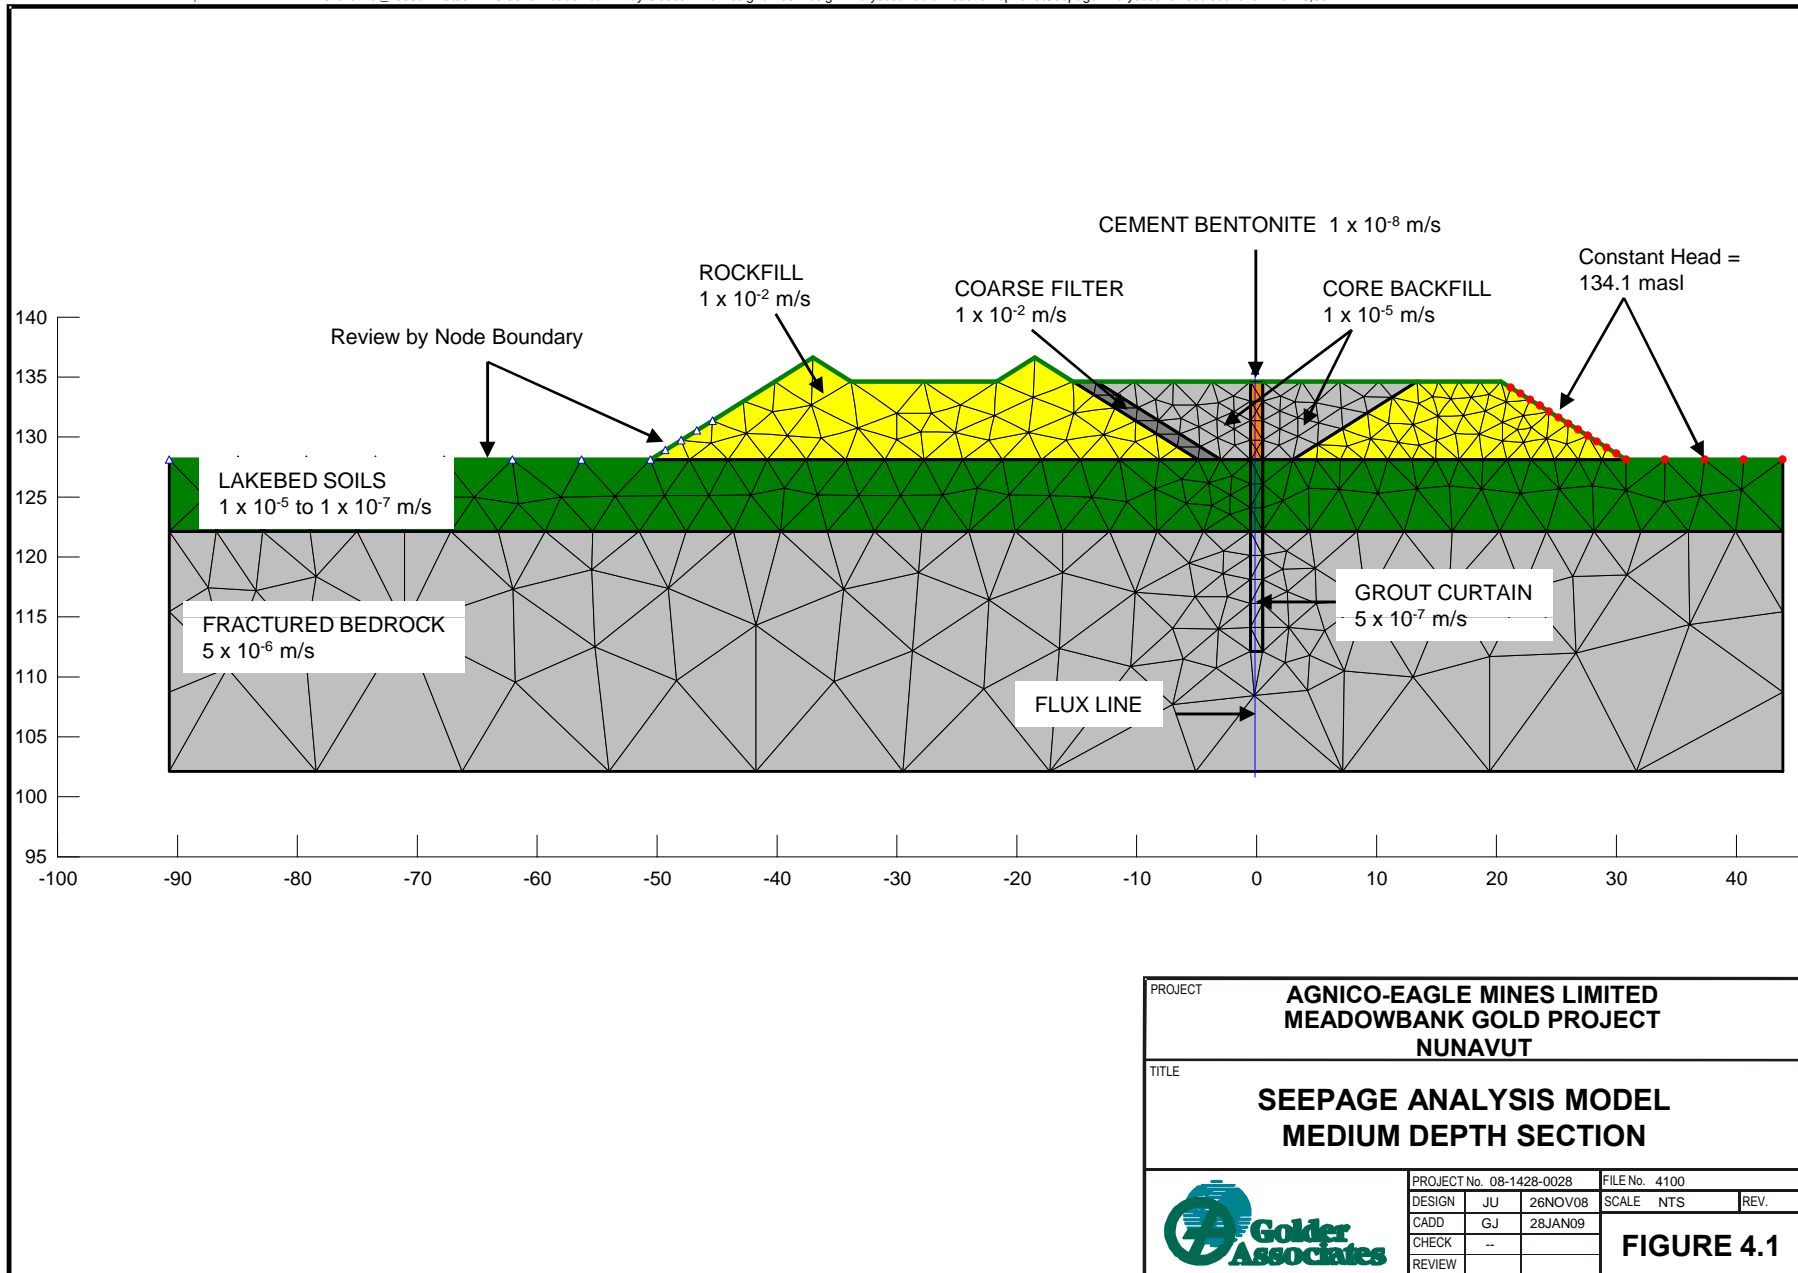 CEMENT BENTONITE 1 x 10-8 m/s
Constant Head =
134.1 masl
ROCKFILL
1 x 10-2 m/s
COARSE FILTER
1 x 10-2 m/s
CORE BACKFILL
1 x 10-5 m/s
Review by Node Boundary
140
135
130
125
120
115
110
105
100
95
LAKEBED SOILS
1 x 10-5 to 1 x 10-7 m/s
FRACTURED BEDROCK
5 x 10-6 m/s
GROUT CURTAIN
5 x 10-7 m/s
FLUX LINE
-100 -90 -80 -70 -60 -50 -40 -30 -20 -10 0 10 20 30 40
PROJECT
AGNICO-EAGLE MINES LIMITED
MEADOWBANK GOLD PROJECT
NUNAVUT
TITLE
SEEPAGE ANALYSIS MODEL
MEDIUM DEPTH SECTION
Golder
Associates
PROJECT No. 08-1428-0028 FILE No. 4100
DESIGN JU 26NOV08 SCALE NTS REV.
CADD GJ 28JAN09
CHECK --
REVIEW
FIGURE 4.1